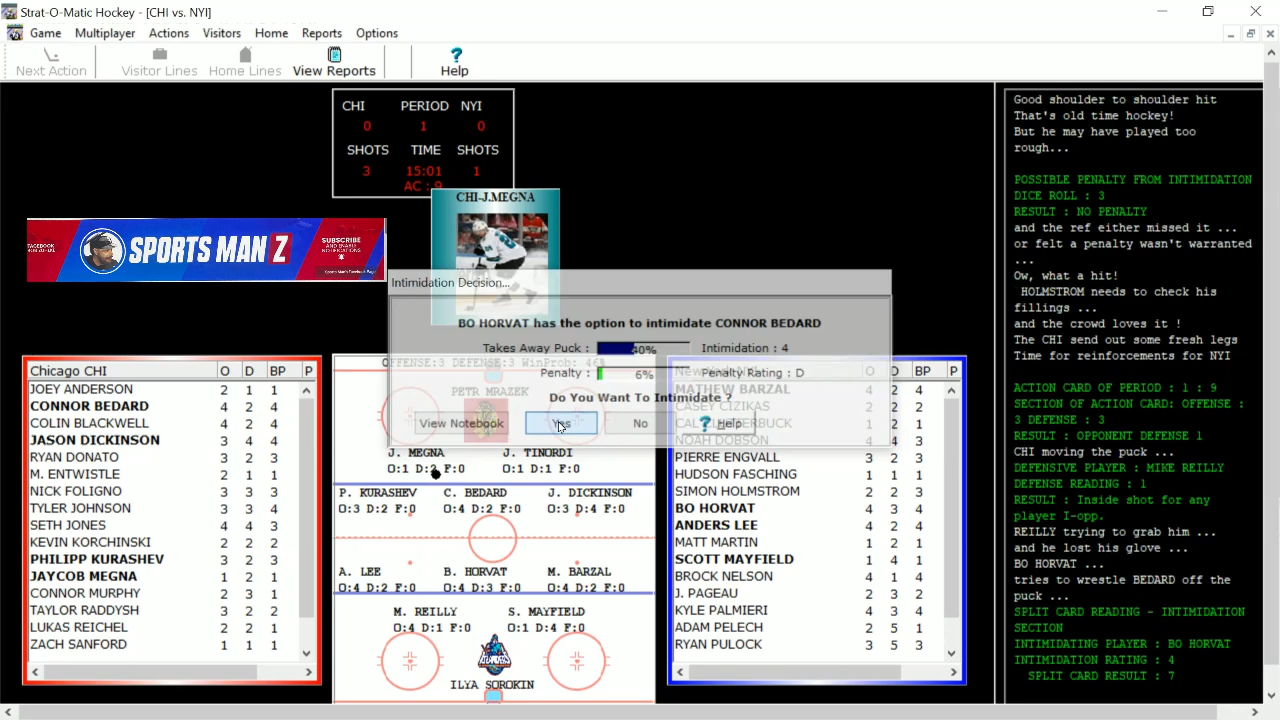 Strat-O-Matic Hockey - [CHI vs. NYI]
Game Multiplayer Actions Visitors Home Reports Options
Next Action Visitor Lines Home Lines View Reports Help
CHI PERIOD NYI
0 1 0
SHOTS TIME SHOTS
3 15:01 1
AC : 9
CHI-J.MEGNA
SPORTS MAN Z
SUBSCRIBE
AND ENABLE
NOTIFICATIONS
Intimidation Decision...
BO HORVAT has the option to intimidate CONNOR BEDARD
Takes Away Puck : 40% Intimidation : 4
Penalty : 6% Penalty Rating : D
Do You Want To Intimidate ?
View Notebook Yes No Help
OFFENSE:3 DEFENSE:3 WinProb: 46%
PETR MRAZEK
J. MEGNA J. TINORDI
O:1 D:2 F:0 O:1 D:1 F:0
P. KURASHEV C. BEDARD J. DICKINSON
O:3 D:2 F:0 O:4 D:2 F:0 O:3 D:4 F:0
A. LEE B. HORVAT M. BARZAL
O:4 D:2 F:0 O:4 D:3 F:0 O:4 D:2 F:0
M. REILLY S. MAYFIELD
O:4 D:1 F:0 O:1 D:4 F:0
ILYA SOROKIN
Chicago CHI O D BP P
JOEY ANDERSON 2 1 1
CONNOR BEDARD 4 2 4
COLIN BLACKWELL 4 2 4
JASON DICKINSON 3 4 4
RYAN DONATO 3 2 3
M. ENTWISTLE 2 1 1
NICK FOLIGNO 3 3 3
TYLER JOHNSON 3 3 4
SETH JONES 4 4 3
KEVIN KORCHINSKI 2 2 2
PHILIPP KURASHEV 3 2 3
JAYCOB MEGNA 1 2 1
CONNOR MURPHY 2 3 1
TAYLOR RADDYSH 3 2 2
LUKAS REICHEL 2 2 1
ZACH SANFORD 1 1 1
O D BP P
MATHEW BARZAL 4 2 4
CASEY CIZIKAS 2
CAL CLUTTERBUCK 2 1
NOAH DOBSON 4 4 3
PIERRE ENGVALL 3 2 3
HUDSON FASCHING 1 1 1
SIMON HOLMSTROM 2 2 3
BO HORVAT 4 3 4
ANDERS LEE 4 2 4
MATT MARTIN 1 2 1
SCOTT MAYFIELD 1 4 1
BROCK NELSON 4 1 4
J. PAGEAU 2 3 2
KYLE PALMIERI 4 3 4
ADAM PELECH 2 5 1
RYAN PULOCK 3 5 3
Good shoulder to shoulder hit
That's old time hockey!
But he may have played too
rough...
POSSIBLE PENALTY FROM INTIMIDATION
DICE ROLL : 3
RESULT : NO PENALTY
and the ref either missed it ...
or felt a penalty wasn't warranted
...
Ow, what a hit!
HOLMSTROM needs to check his
fillings ...
and the crowd loves it !
The CHI send out some fresh legs
Time for reinforcements for NYI
ACTION CARD OF PERIOD : 1 : 9
SECTION OF ACTION CARD: OFFENSE :
3 DEFENSE : 3
RESULT : OPPONENT DEFENSE 1
CHI moving the puck ...
DEFENSIVE PLAYER : MIKE REILLY
DEFENSE READING : 1
RESULT : Inside shot for any
player I-opp.
REILLY trying to grab him ...
and he lost his glove ...
BO HORVAT ...
tries to wrestle BEDARD off the
puck ...
SPLIT CARD READING - INTIMIDATION
SECTION
INTIMIDATING PLAYER : BO HORVAT
INTIMIDATION RATING : 4
SPLIT CARD RESULT : 7